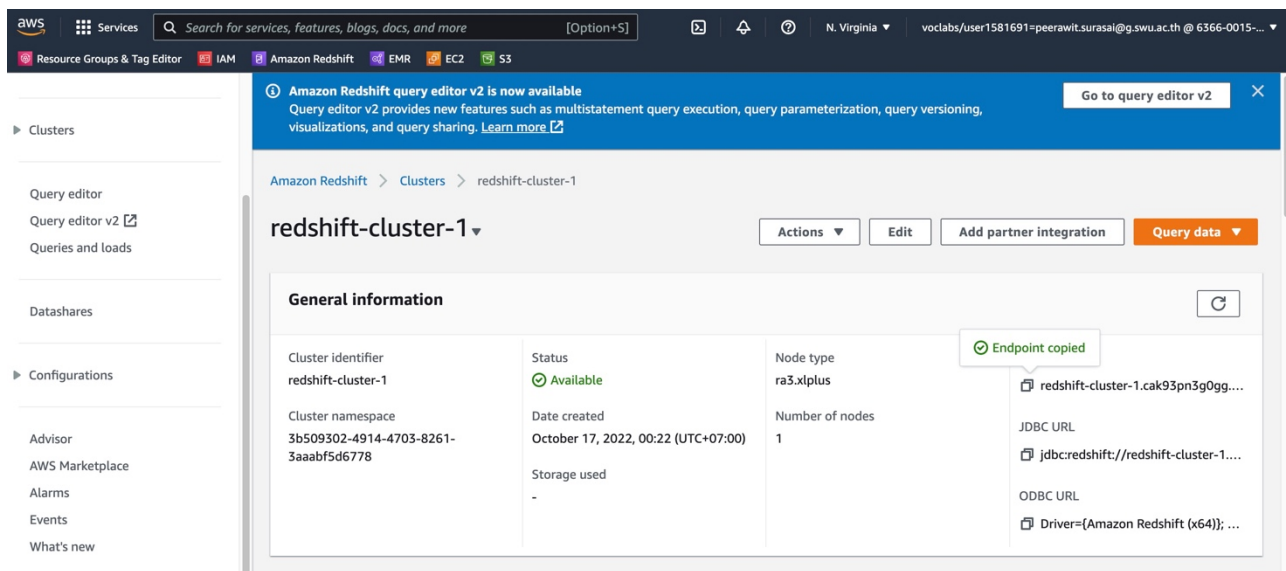 aws
Services
Search for services, features, blogs, docs, and more
[Option+S]
N. Virginia ▼
voclabs/user1581691=peerawit.surasai@g.swu.ac.th @ 6366-0015-... ▼
Resource Groups & Tag Editor
IAM
Amazon Redshift
EMR
EC2
S3
Amazon Redshift query editor v2 is now available
Query editor v2 provides new features such as multistatement query execution, query parameterization, query versioning,
visualizations, and query sharing. Learn more
Go to query editor v2
Clusters
Query editor
Query editor v2
Queries and loads
Datashares
Configurations
Advisor
AWS Marketplace
Alarms
Events
What's new
Amazon Redshift > Clusters > redshift-cluster-1
redshift-cluster-1
Actions ▼
Edit
Add partner integration
Query data ▼
General information
Cluster identifier
redshift-cluster-1
Cluster namespace
3b509302-4914-4703-8261-
3aaabf5d6778
Status
Available
Date created
October 17, 2022, 00:22 (UTC+07:00)
Storage used
-
Node type
ra3.xlplus
Number of nodes
1
Endpoint copied
redshift-cluster-1.cak93pn3g0gg....
JDBC URL
jdbc:redshift://redshift-cluster-1....
ODBC URL
Driver={Amazon Redshift (x64)}; ...